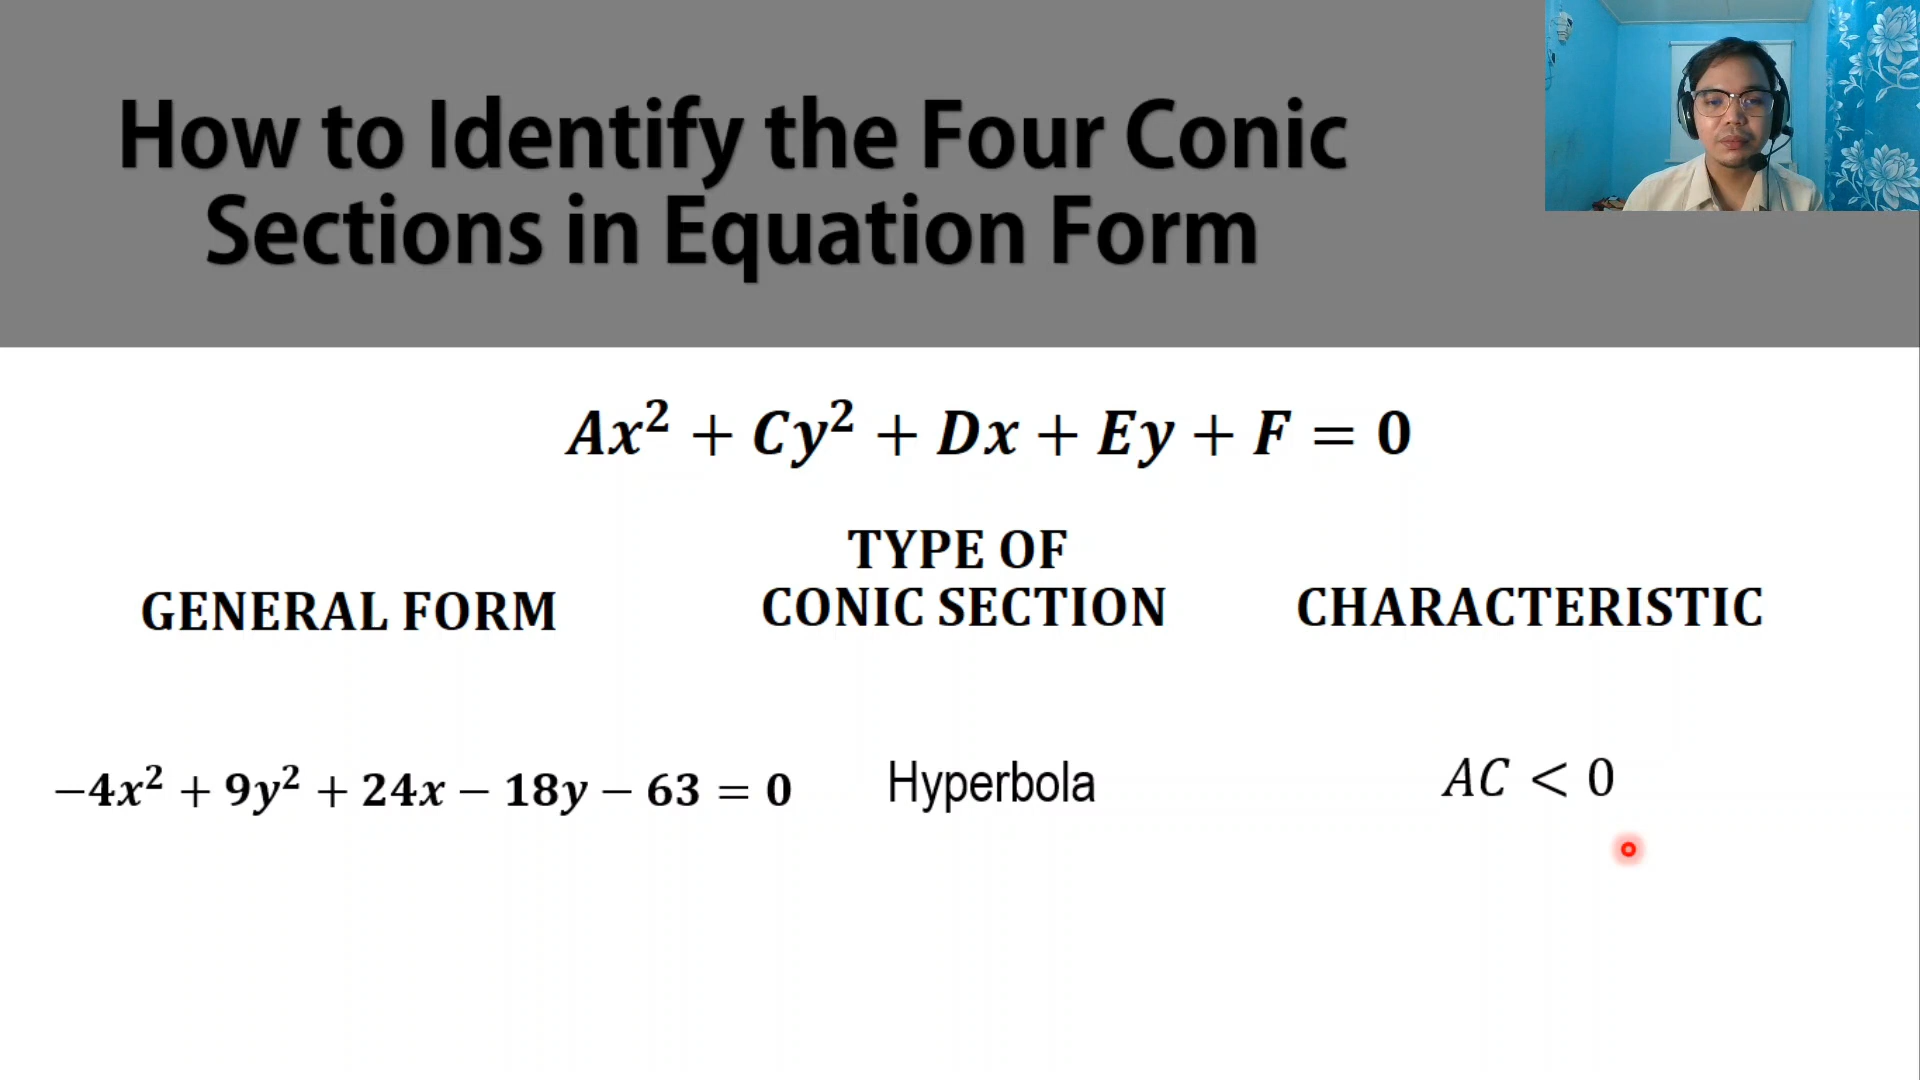 How to Identify the Four Conic
Sections in Equation Form
Ax² + Cy² + Dx + Ey + F = 0
GENERAL FORM
TYPE OF
CONIC SECTION
CHARACTERISTIC
−4x² + 9y² + 24x − 18y − 63 = 0
Hyperbola
AC < 0